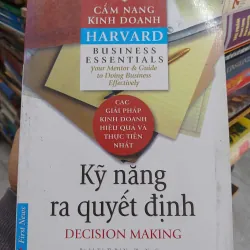 CẨM NANG
KINH DOANH
HARVARD
BUSINESS
ESSENTIALS
Your Mentor & Guide
to Doing Business
Effectively
CÁC
GIẢI PHÁP
KINH DOANH
HIỆU QUẢ VÀ
THỰC TIỄN
NHẤT
Kỹ năng
ra quyết định
DECISION MAKING
First News